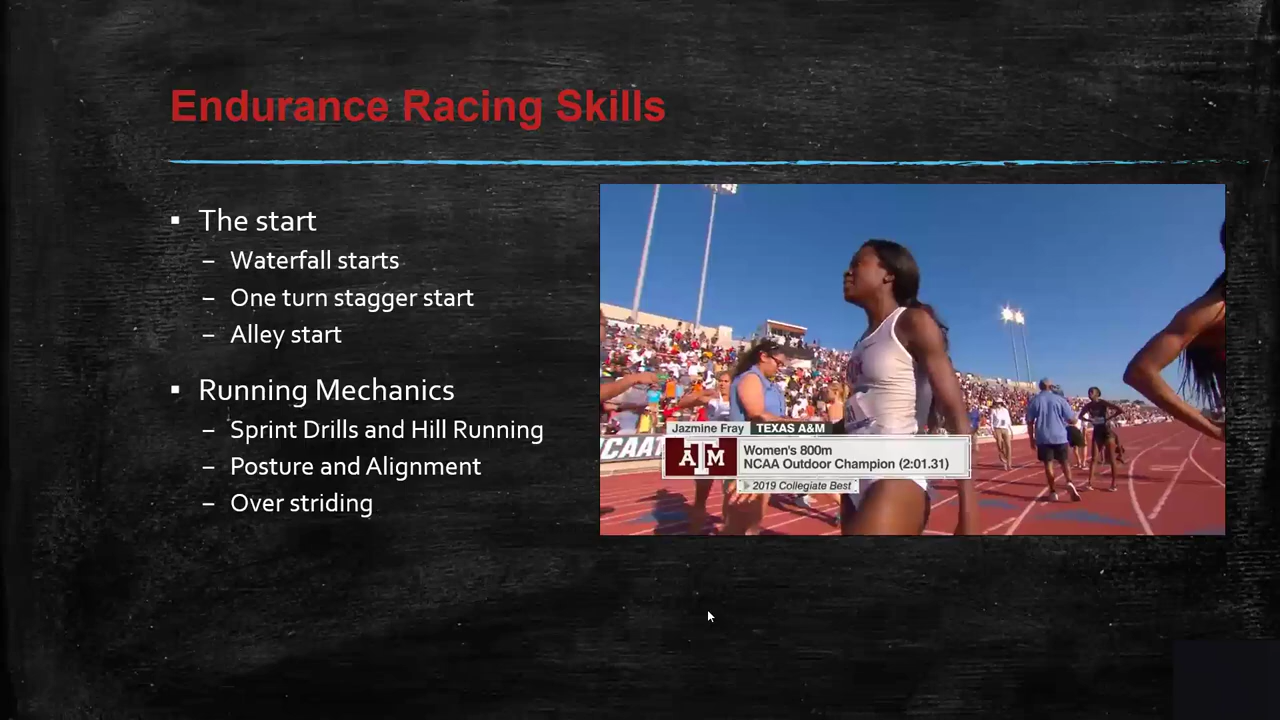 Endurance Racing Skills
▪ The start
– Waterfall starts
– One turn stagger start
– Alley start
▪ Running Mechanics
– Sprint Drills and Hill Running
– Posture and Alignment
– Over striding
NCAA
Jazmine Fray TEXAS A&M
ATM
Women's 800m
NCAA Outdoor Champion (2:01.31)
2019 Collegiate Best